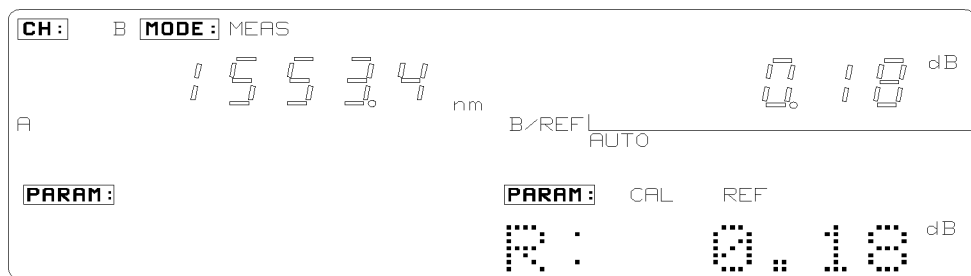 CH: B MODE: MEAS
1553.4 nm 0.18 dB
A B/REF
AUTO
PARAM: PARAM: CAL REF
R: 0.18 dB